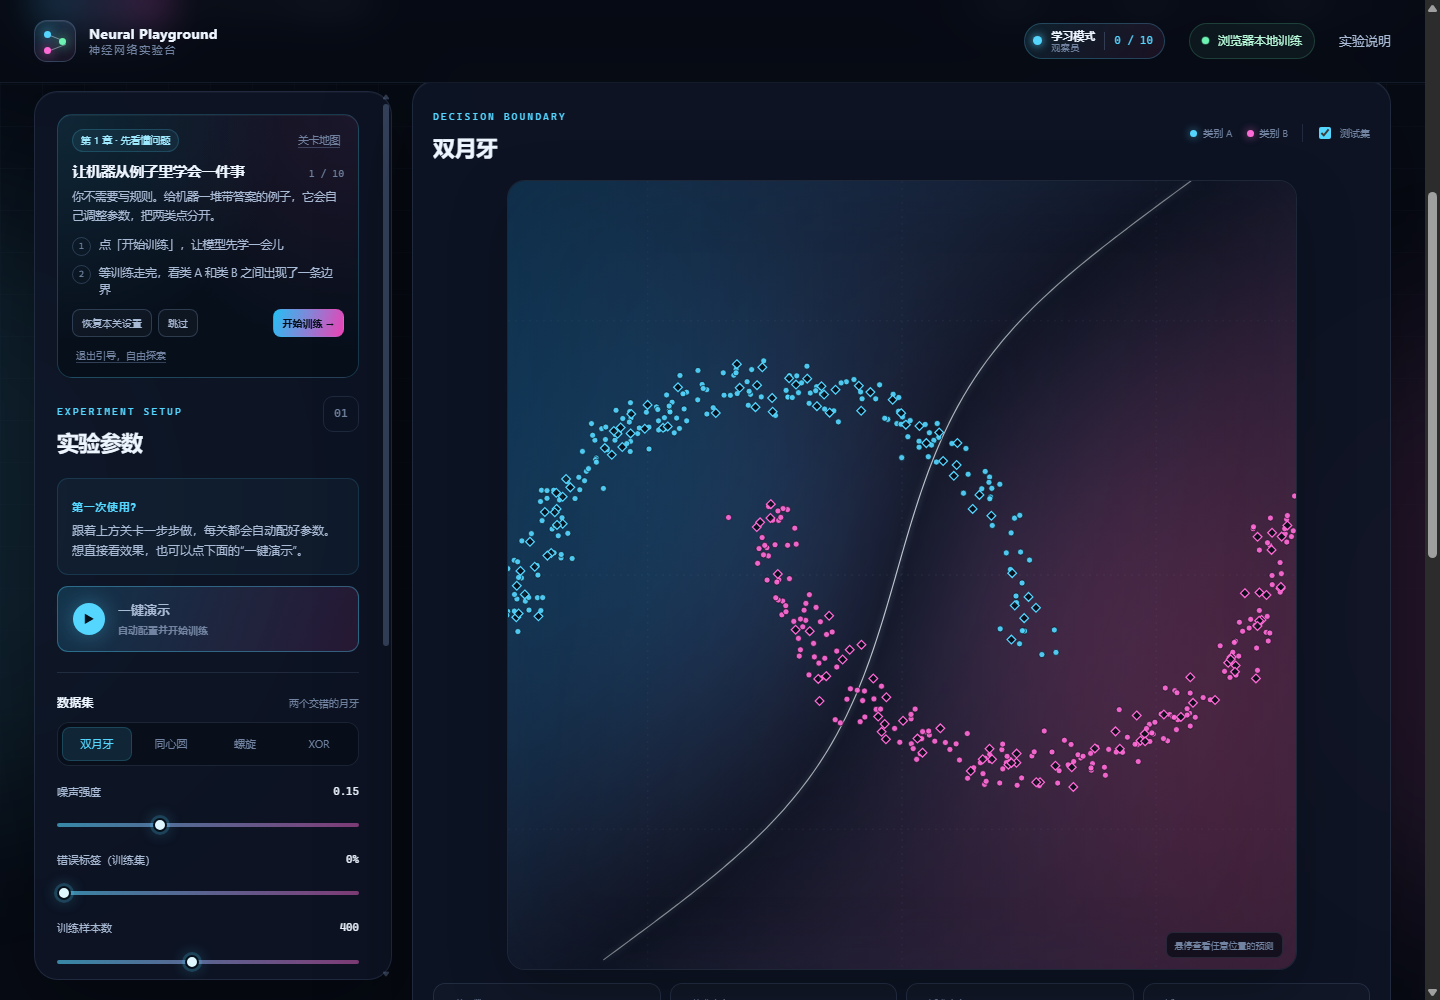 Neural Playground
神经网络实验台
学习模式
观察员
0 / 10
浏览器本地训练
实验说明
第 1 章 · 先看懂问题
关卡地图
让机器从例子里学会一件事
1 / 10
你不需要写规则。给机器一堆带答案的例子，它会自
己调整参数，把两类点分开。
1
点「开始训练」，让模型先学一会儿
2
等训练走完，看类 A 和类 B 之间出现了一条边
界
恢复本关设置
跳过
开始训练 →
退出引导，自由探索
EXPERIMENT SETUP
01
实验参数
第一次使用?
跟着上方关卡一步步做，每关都会自动配好参数。
想直接看效果，也可以点下面的“一键演示”。
一键演示
自动配置并开始训练
数据集
两个交错的月牙
双月牙
同心圆
螺旋
XOR
噪声强度
0.15
错误标签（训练集）
0%
训练样本数
400
DECISION BOUNDARY
双月牙
类别 A
类别 B
测试集
悬停查看任意位置的预测